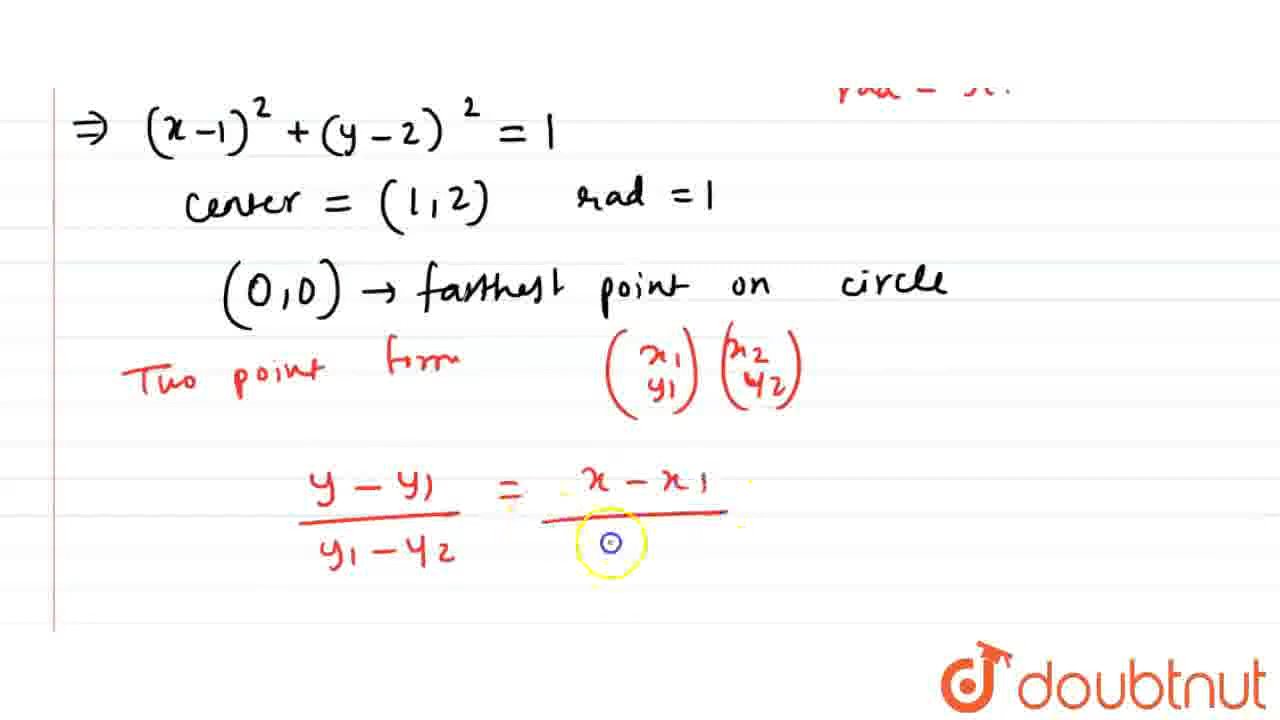 ⇒ (x-1)² + (y-2)² = 1
center = (1,2) rad = 1
(0,0) → farthest point on circle
Two point form (x₁ y₁) (x₂ y₂)
y - y₁ / y₁ - y₂ = x - x₁
doubtnut